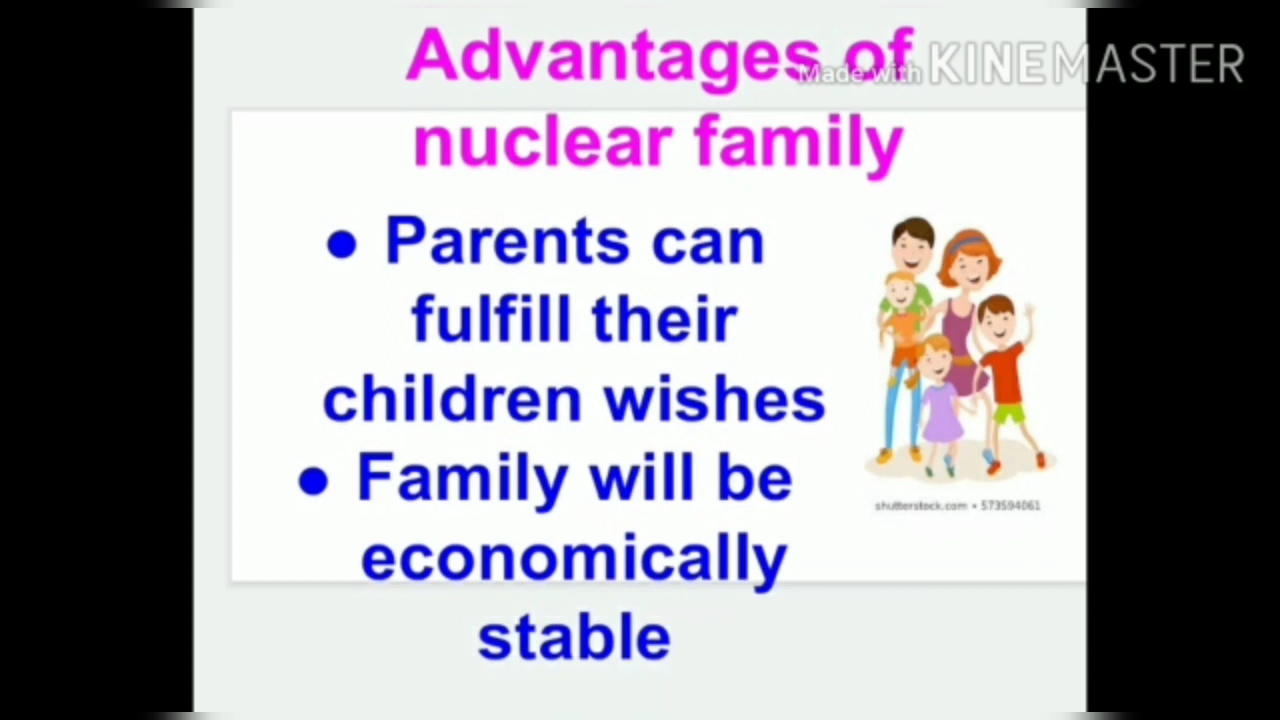 Advantages of
Made with KINEMASTER
nuclear family
● Parents can
fulfill their
children wishes
● Family will be
economically
stable
shutterstock.com • 573594061